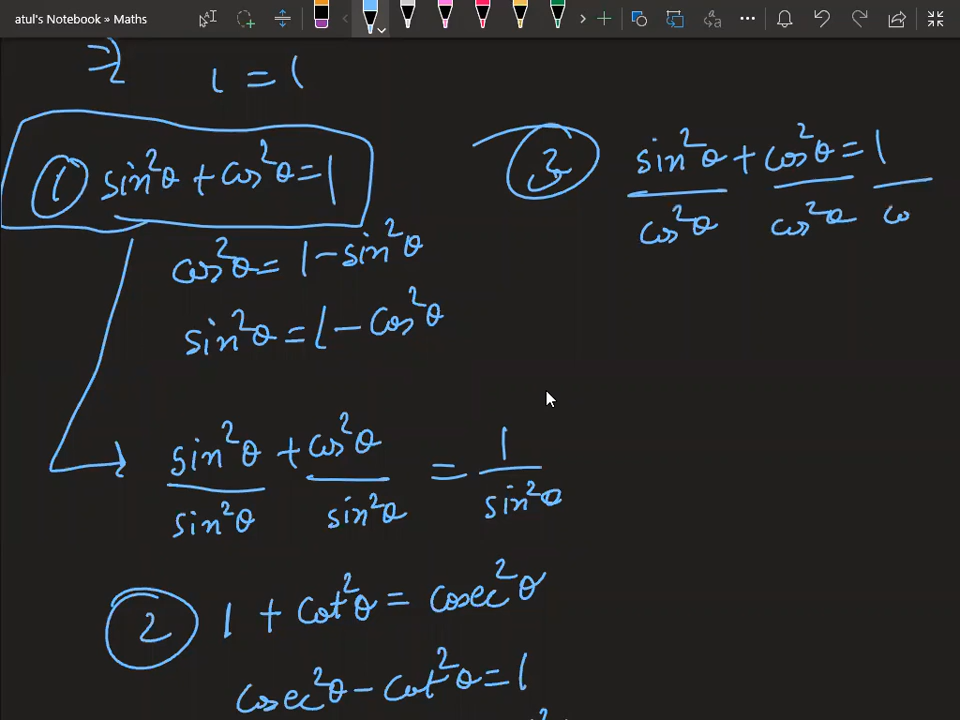 atul's Notebook » Maths
⇒ 1 = 1
① sin²θ + cos²θ = 1
cos²θ = 1 − sin²θ
sin²θ = 1 − cos²θ
sin²θ/sin²θ + cos²θ/sin²θ = 1/sin²θ
② 1 + cot²θ = cosec²θ
cosec²θ − cot²θ = 1
③ sin²θ/cos²θ + cos²θ/cos²θ = 1/co